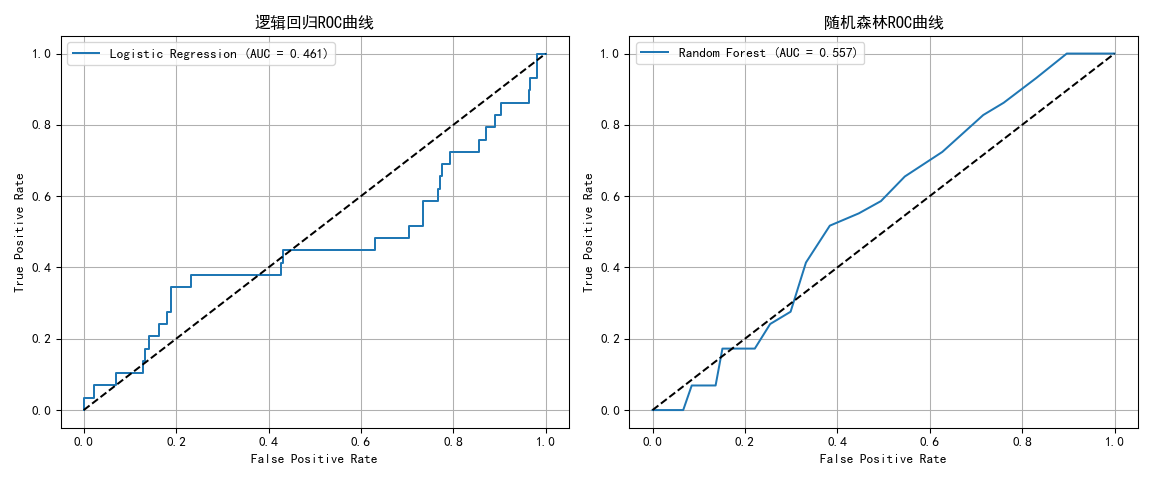 逻辑回归ROC曲线
Logistic Regression (AUC = 0.461)
1.0
0.8
0.6
0.4
0.2
0.0
True Positive Rate
0.0 0.2 0.4 0.6 0.8 1.0
False Positive Rate
随机森林ROC曲线
Random Forest (AUC = 0.557)
1.0
0.8
0.6
0.4
0.2
0.0
True Positive Rate
0.0 0.2 0.4 0.6 0.8 1.0
False Positive Rate